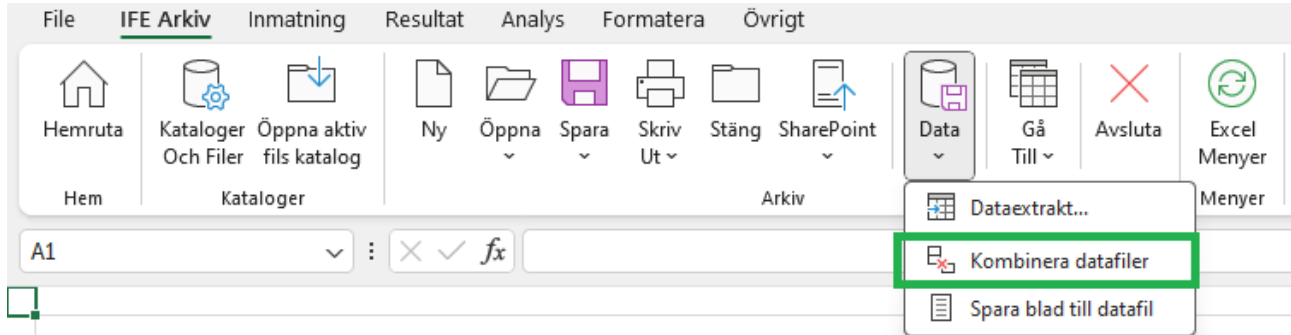 File IFE Arkiv Inmatning Resultat Analys Formatera Övrigt
Hemruta Kataloger Öppna aktiv Ny Öppna Spara Skriv Stäng SharePoint Data Gå Avsluta Excel
Och Filer fils katalog Ut Till Menyer
Hem Kataloger Arkiv Menyer
Dataextrakt...
A1 fx
Kombinera datafiler
Spara blad till datafil